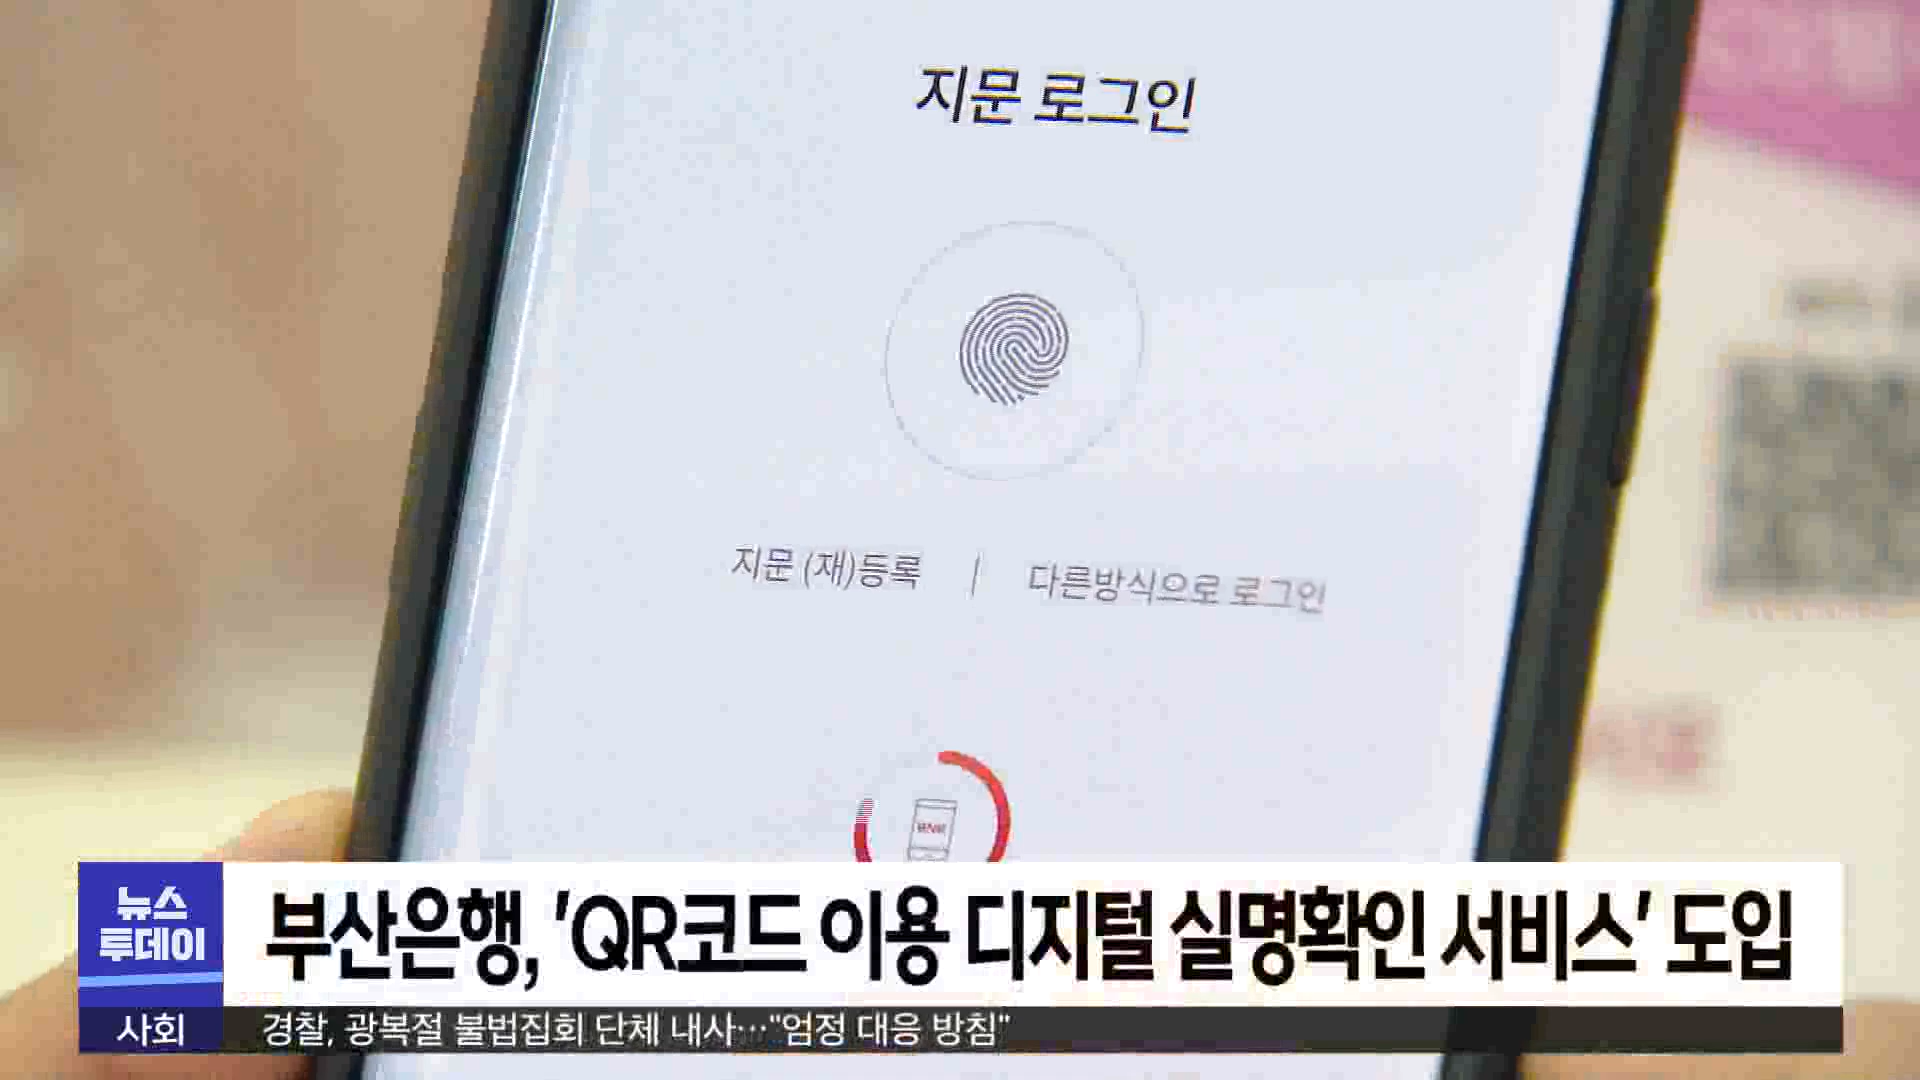 지문 로그인
지문 (재)등록 | 다른방식으로 로그인
BNK
뉴스
투데이
부산은행, 'QR코드 이용 디지털 실명확인 서비스' 도입
사회
경찰, 광복절 불법집회 단체 내사…"엄정 대응 방침"